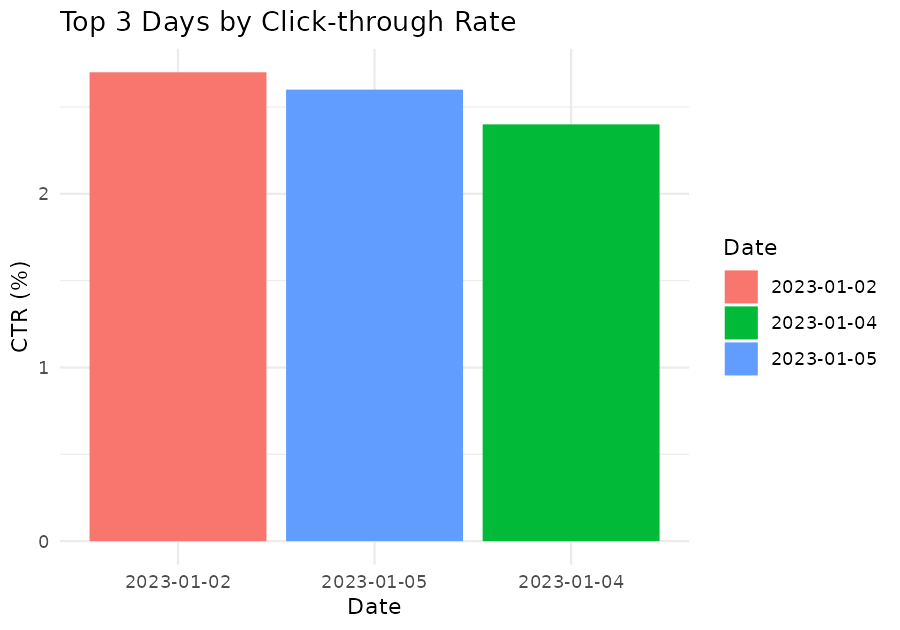 Top 3 Days by Click-through Rate
CTR (%)
2
1
0
2023-01-02 2023-01-05 2023-01-04
Date
Date
2023-01-02
2023-01-04
2023-01-05